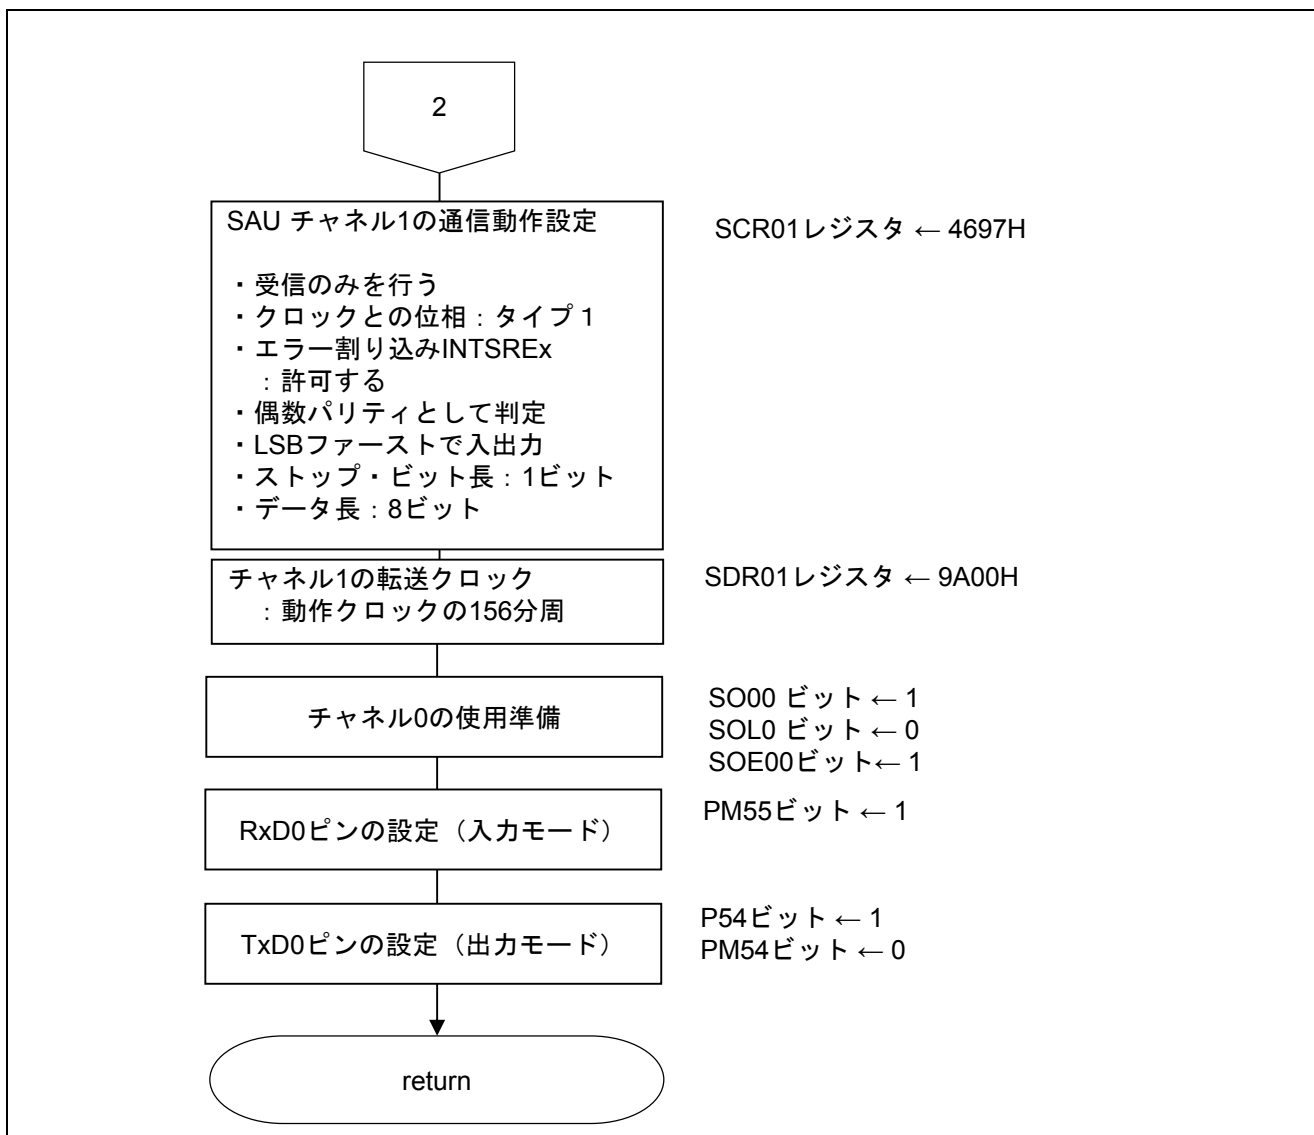 2
SAU チャネル1の通信動作設定
SCR01レジスタ ← 4697H
・受信のみを行う
・クロックとの位相：タイプ１
・エラー割り込みINTSREx
：許可する
・偶数パリティとして判定
・LSBファーストで入出力
・ストップ・ビット長：1ビット
・データ長：8ビット
チャネル1の転送クロック
：動作クロックの156分周
SDR01レジスタ ← 9A00H
チャネル0の使用準備
SO00 ビット ← 1
SOL0 ビット ← 0
SOE00ビット← 1
RxD0ピンの設定（入力モード）
PM55ビット ← 1
TxD0ピンの設定（出力モード）
P54ビット ← 1
PM54ビット ← 0
return